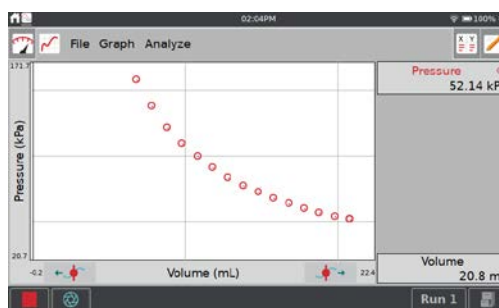 02:04PM 100%
File Graph Analyze X Y
171.7
Pressure
52.14 kP
Pressure (kPa)
20.7
-0.2 Volume (mL) 22.4
Volume
20.8 m
Run 1